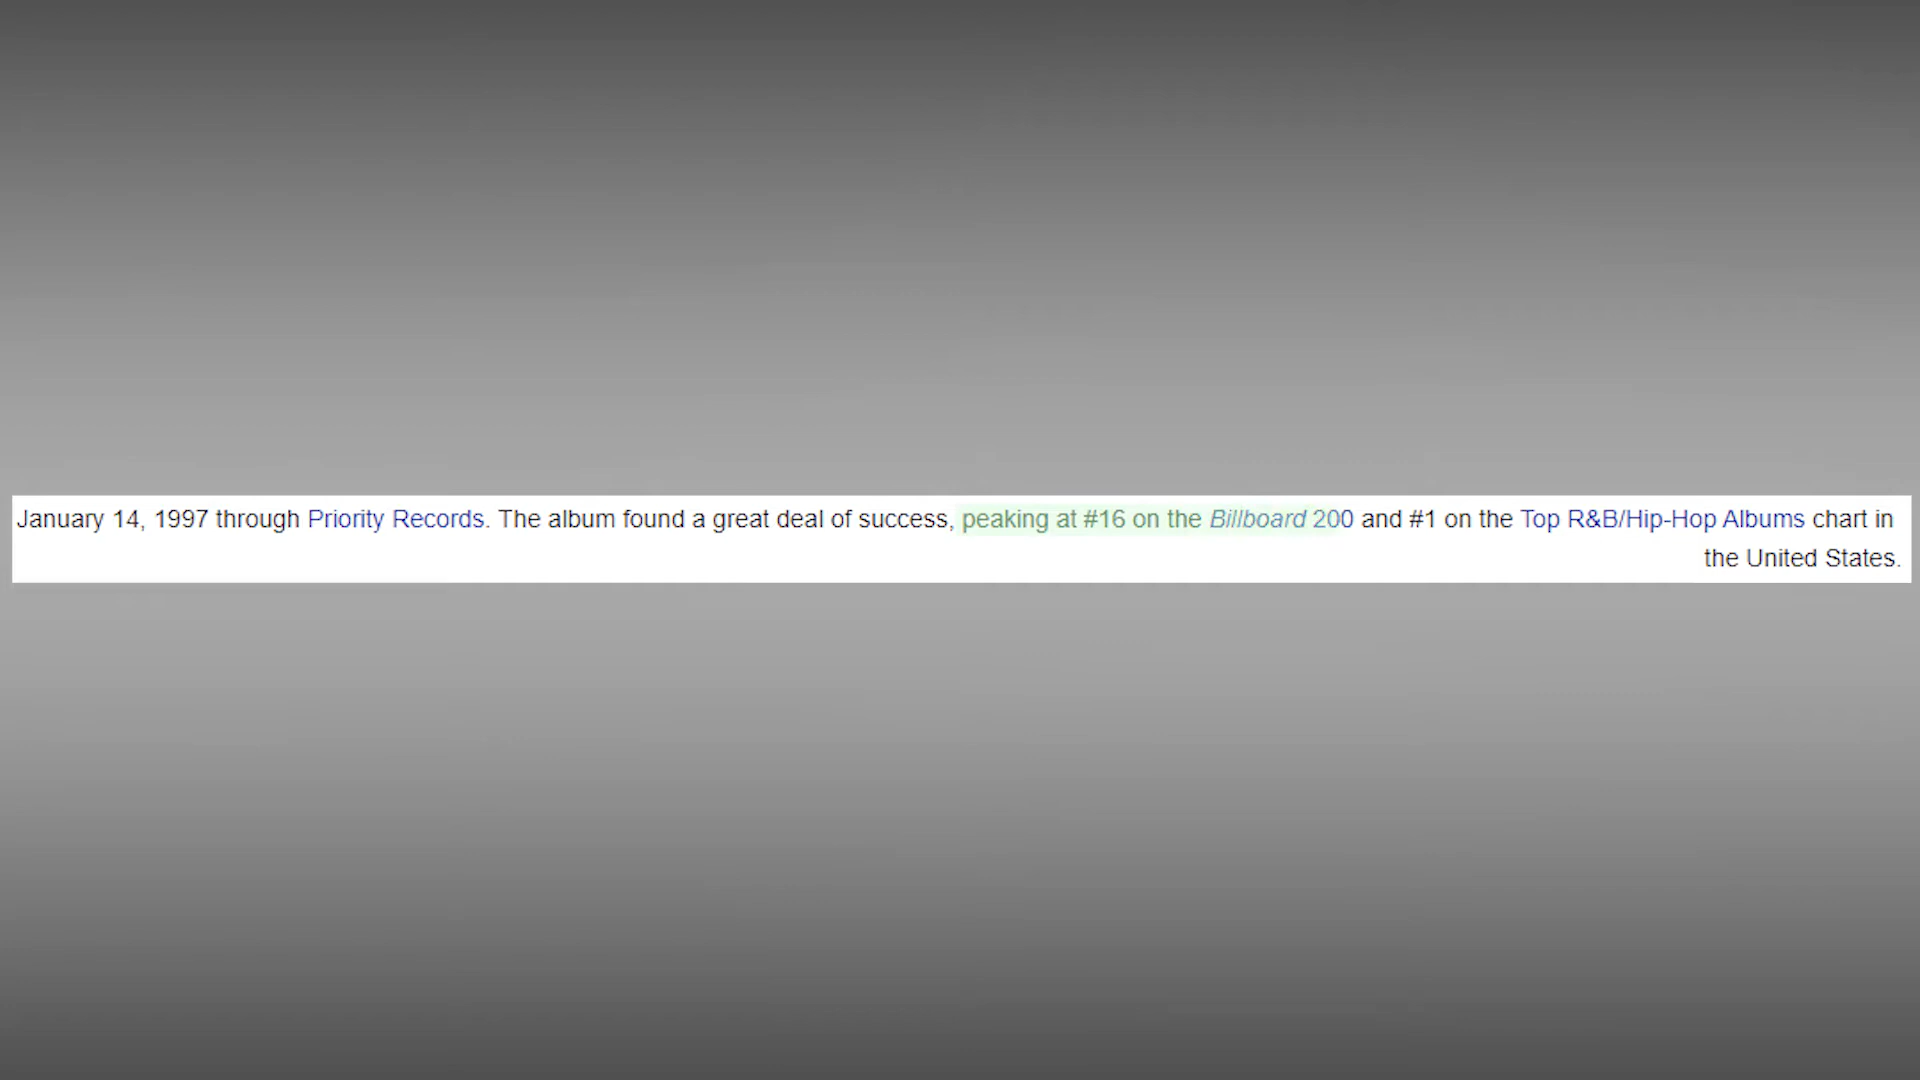 January 14, 1997 through Priority Records. The album found a great deal of success, peaking at #16 on the Billboard 200 and #1 on the Top R&B/Hip-Hop Albums chart in
the United States.